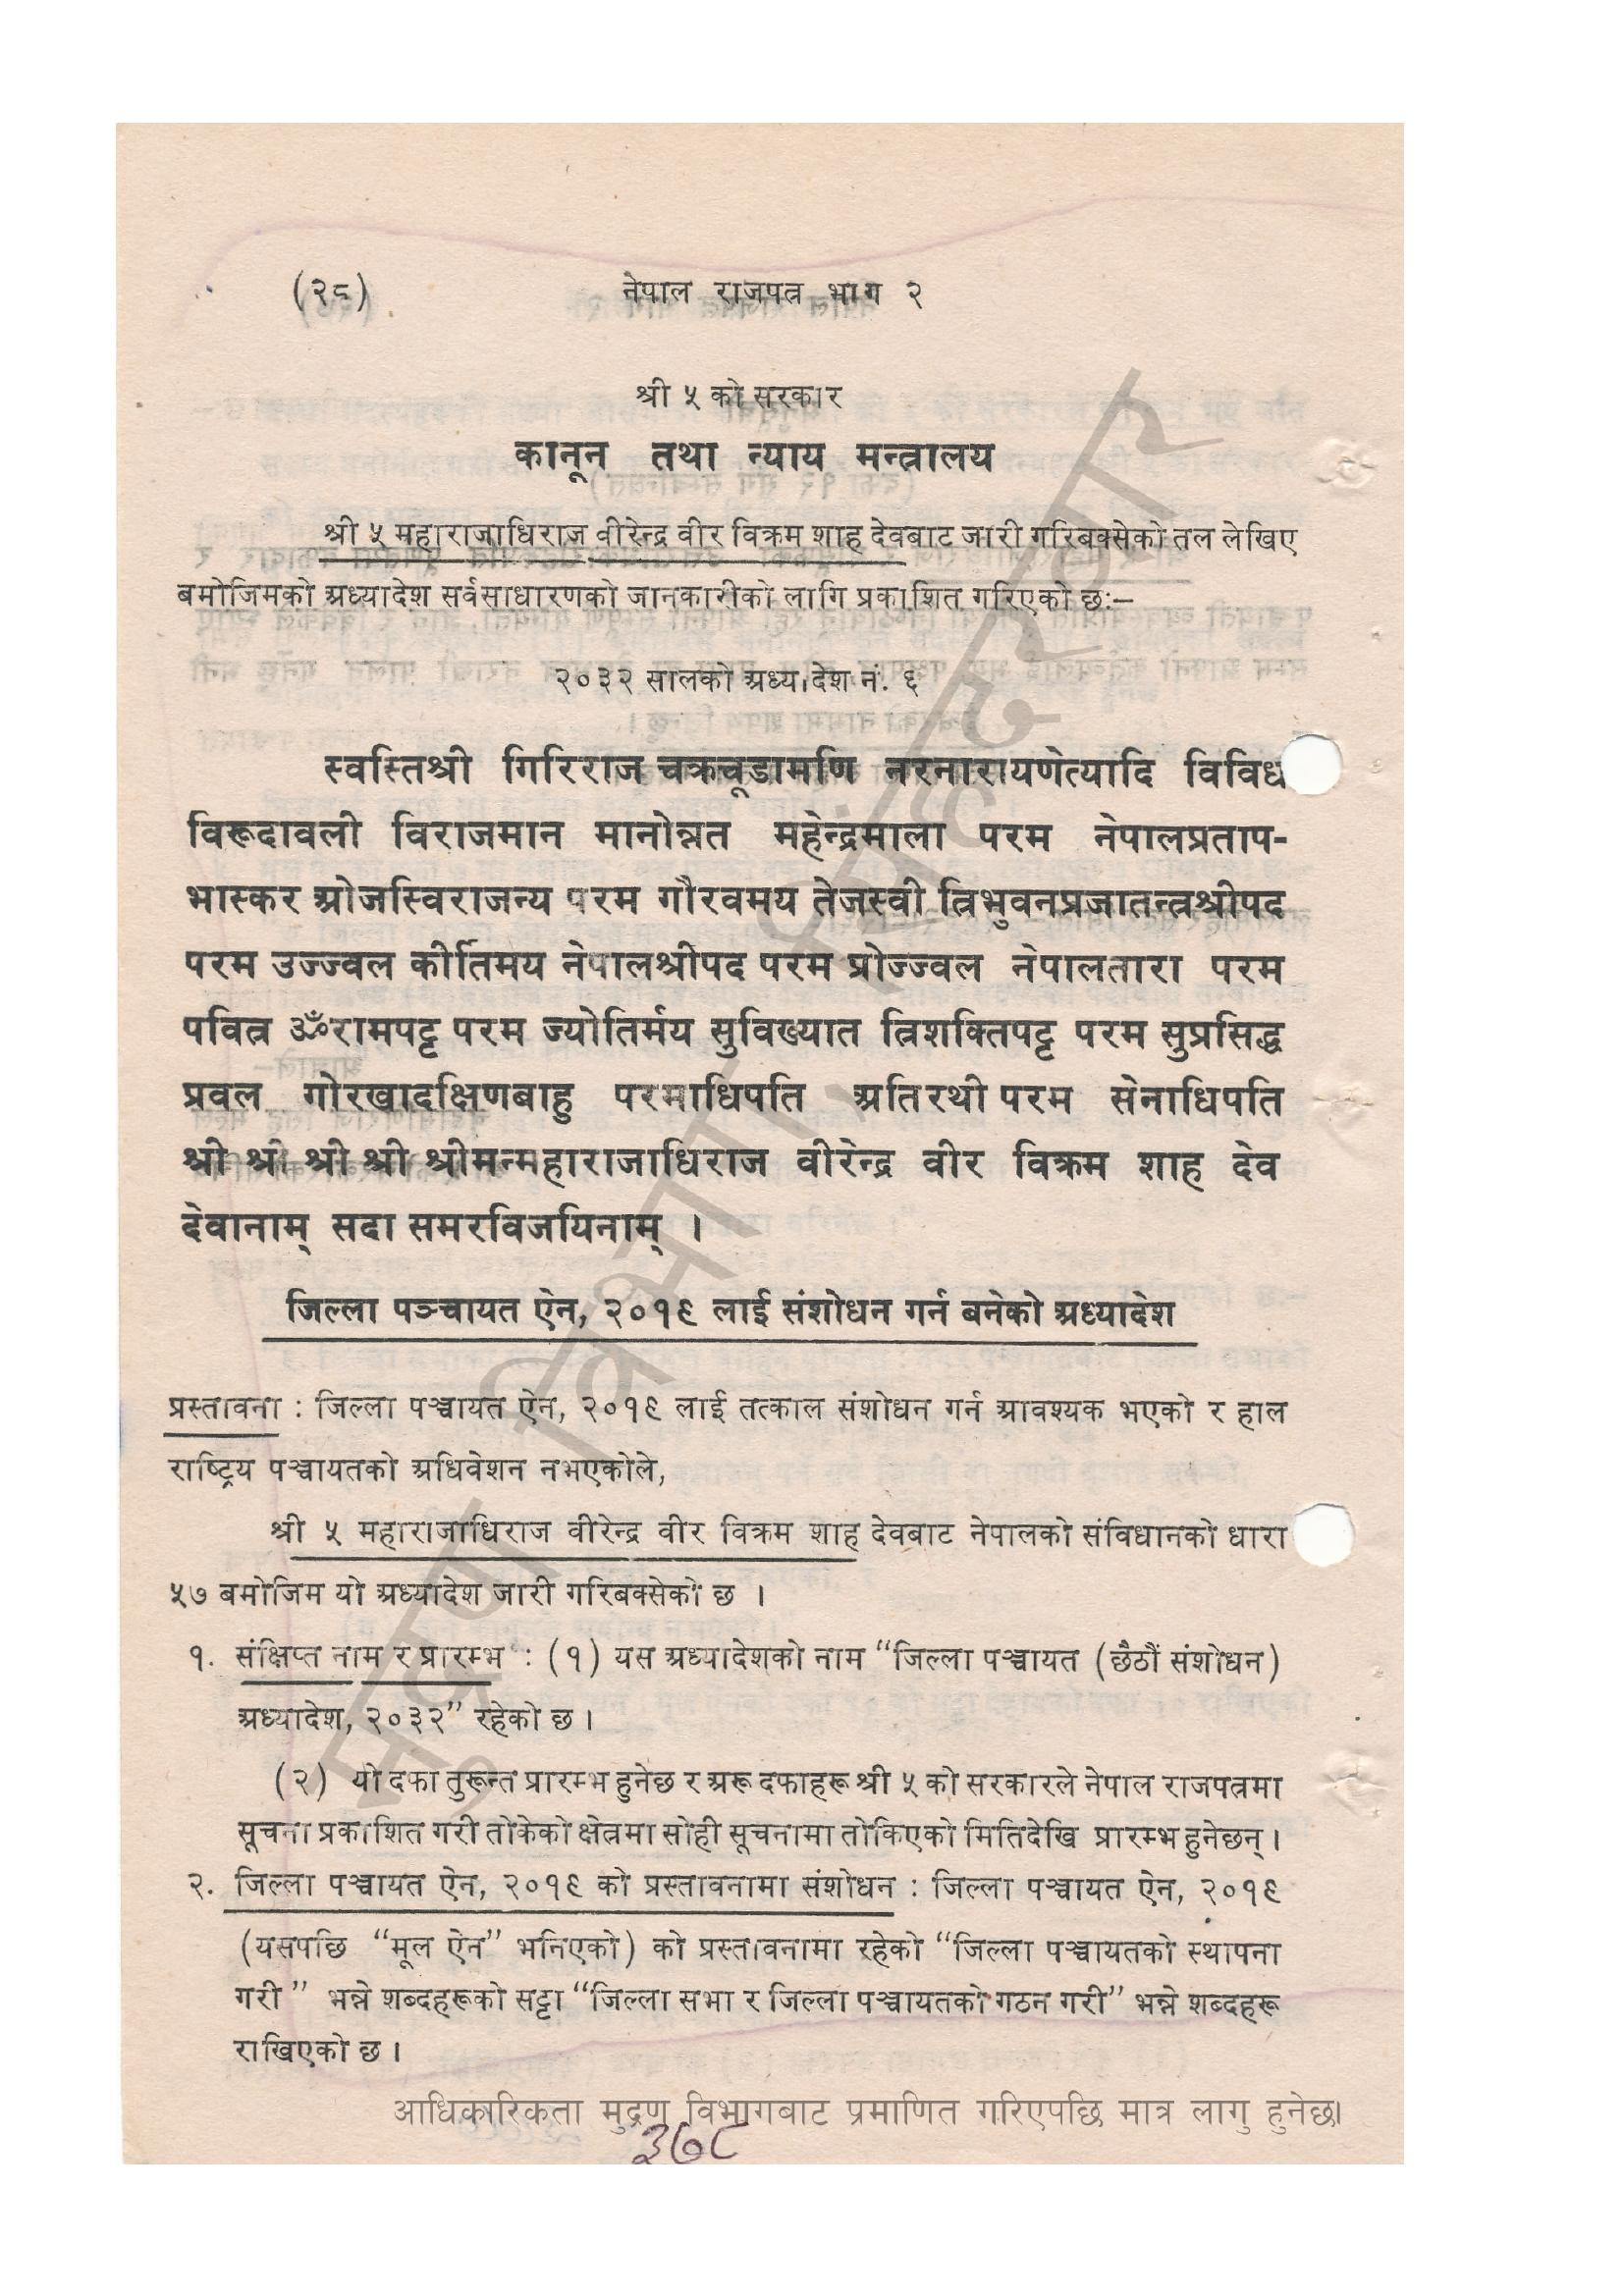 (२८)
नेपाल राजपत्र भाग २
श्री ५ को सरकार
कानून तथा न्याय मन्त्रालय
श्री ५ महाराजाधिराज वीरेन्द्र वीर विक्रम शाह देवबाट जारी गरिबक्सेको तल लेखिए
बमोजिमको अध्यादेश सर्वसाधारणको जानकारीको लागि प्रकाशित गरिएको छः–
२०३२ सालको अध्यादेश नं. ६
स्वस्तिश्री गिरिराज चक्रचूडामणि नरनारायणेत्यादि विविध
विरूदावली विराजमान मानोन्नत महेन्द्रमाला परम नेपालप्रताप-
भास्कर ओजस्विराजन्य परम गौरवमय तेजस्वी त्रिभुवनप्रजातन्त्रश्रीपद
परम उज्ज्वल कीर्तिमय नेपालश्रीपद परम प्रोज्ज्वल नेपालतारा परम
पवित्र ॐरामपट्ट परम ज्योतिर्मय सुविख्यात त्रिशक्तिपट्ट परम सुप्रसिद्ध
प्रवल गोरखादक्षिणबाहु परमाधिपति अतिरथी परम सेनाधिपति
श्री श्री श्री श्री श्रीमन्महाराजाधिराज वीरेन्द्र वीर विक्रम शाह देव
देवानाम् सदा समरविजयिनाम् ।
जिल्ला पञ्चायत ऐन, २०१९ लाई संशोधन गर्न बनेको अध्यादेश
प्रस्तावना : जिल्ला पञ्चायत ऐन, २०१९ लाई तत्काल संशोधन गर्न आवश्यक भएको र हाल
राष्ट्रिय पञ्चायतको अधिवेशन नभएकोले,
श्री ५ महाराजाधिराज वीरेन्द्र वीर विक्रम शाह देवबाट नेपालको संविधानको धारा
५७ बमोजिम यो अध्यादेश जारी गरिबक्सेको छ ।
१. संक्षिप्त नाम र प्रारम्भ : (१) यस अध्यादेशको नाम “जिल्ला पञ्चायत (छैठौं संशोधन)
अध्यादेश, २०३२” रहेको छ ।
(२) यो दफा तुरून्त प्रारम्भ हुनेछ र अरू दफाहरू श्री ५ को सरकारले नेपाल राजपत्रमा
सूचना प्रकाशित गरी तोकेको क्षेत्रमा सोही सूचनामा तोकिएको मितिदेखि प्रारम्भ हुनेछन् ।
२. जिल्ला पञ्चायत ऐन, २०१९ को प्रस्तावनामा संशोधन : जिल्ला पञ्चायत ऐन, २०१९
(यसपछि “मूल ऐन” भनिएको) को प्रस्तावनामा रहेको “जिल्ला पञ्चायतको स्थापना
गरी” भन्ने शब्दहरूको सट्टा “जिल्ला सभा र जिल्ला पञ्चायतको गठन गरी” भन्ने शब्दहरू
राखिएको छ ।
आधिकारिकता मुद्रण विभागबाट प्रमाणित गरिएपछि मात्र लागु हुनेछ।
३७८
मुद्रण विभाग, सिंहदरवार